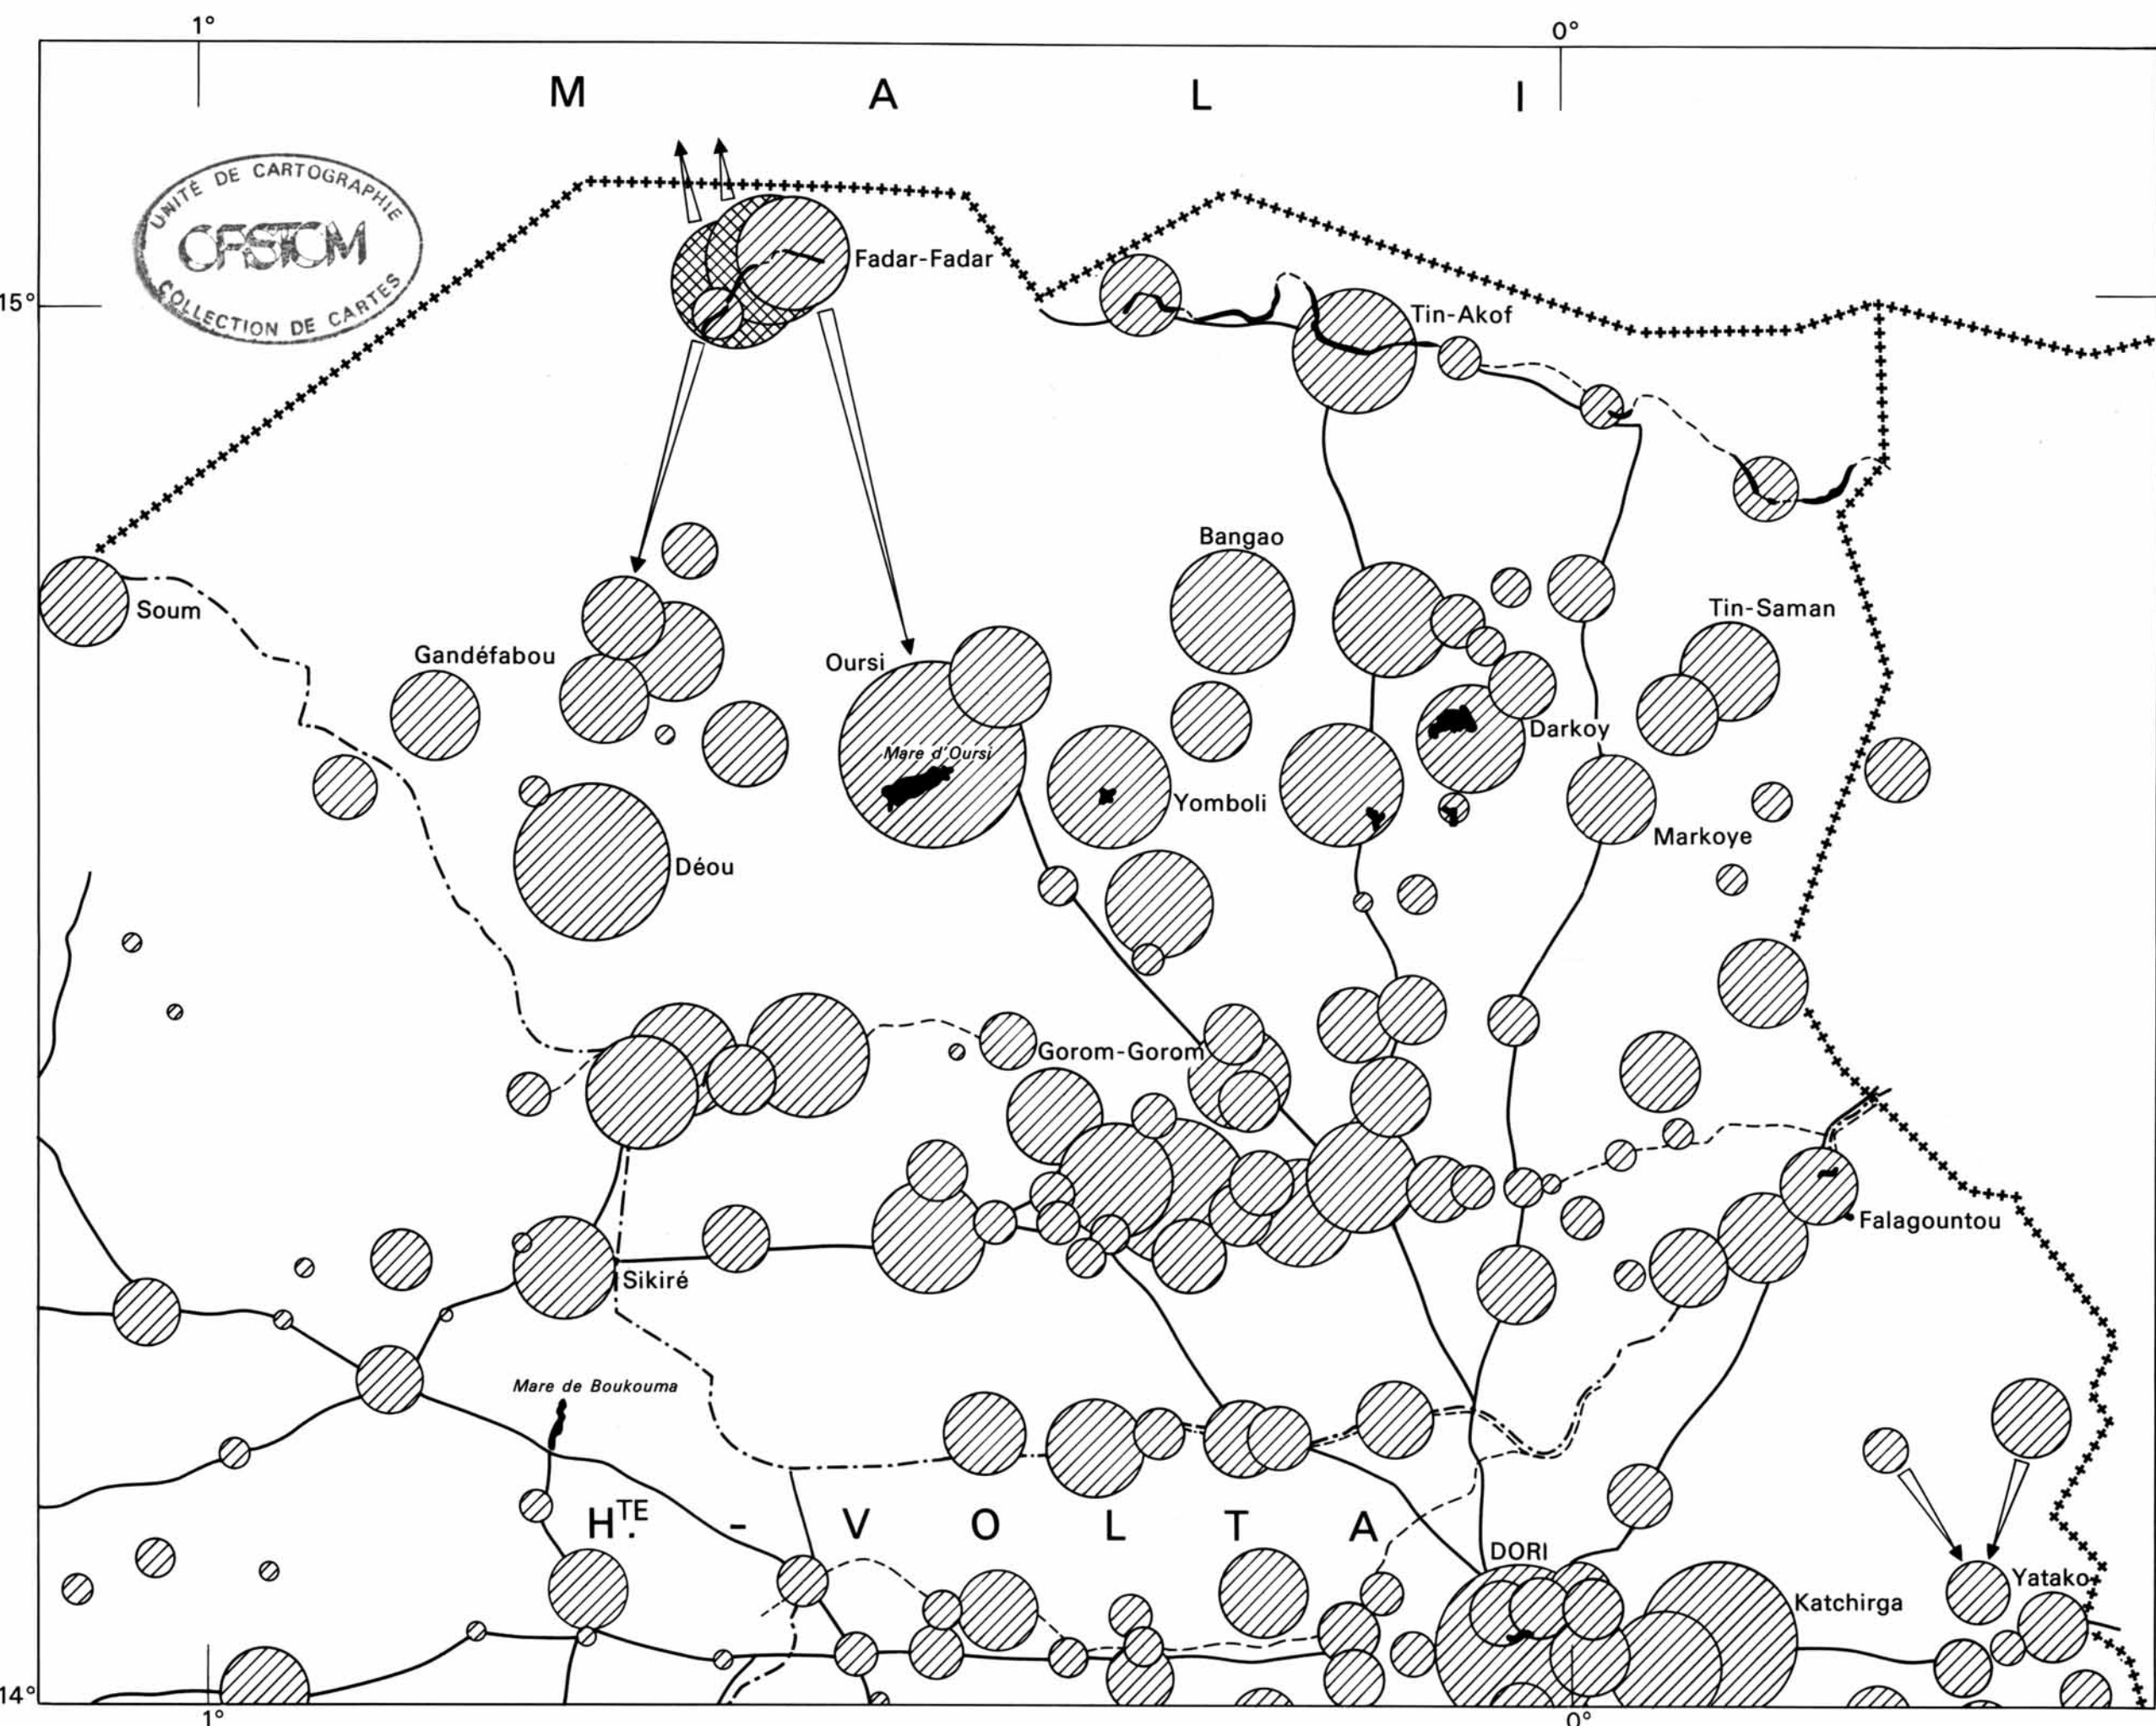 1° 0°
M A L I
UNITÉ DE CARTOGRAPHIE
ORSTOM
COLLECTION DE CARTES
Fadar-Fadar
15°
Tin-Akof
Bangao
Soum
Tin-Saman
Gandéfabou
Oursi
Darkoy
Mare d'Oursi
Yomboli
Markoye
Déou
Gorom-Gorom
Falagountou
Sikiré
Mare de Boukouma
HTE. - VOLTA
DORI
Yatako
Katchirga
14°
1° 0°